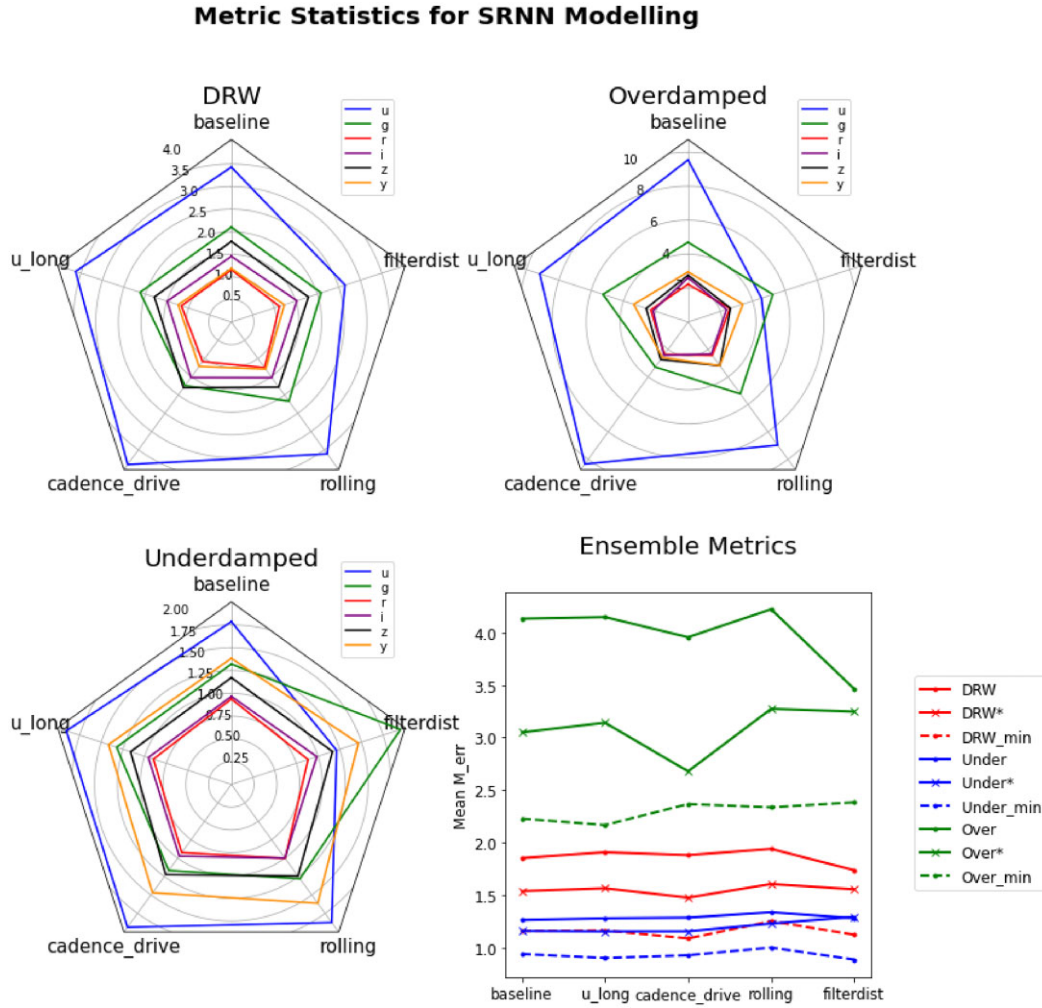 Metric Statistics for SRNN Modelling
DRW
baseline
u_long
cadence_drive
rolling
filterdist
4.0
3.5
3.0
2.5
2.0
1.5
1.0
0.5
u
g
r
i
z
y
Overdamped
baseline
u_long
cadence_drive
rolling
filterdist
10
8
6
4
u
g
r
i
z
y
Underdamped
baseline
u_long
cadence_drive
rolling
filterdist
2.00
1.75
1.50
1.25
1.00
0.75
0.50
0.25
u
g
r
i
z
y
Ensemble Metrics
Mean M_err
4.0
3.5
3.0
2.5
2.0
1.5
1.0
baseline
u_long
cadence_drive
rolling
filterdist
DRW
DRW*
DRW_min
Under
Under*
Under_min
Over
Over*
Over_min